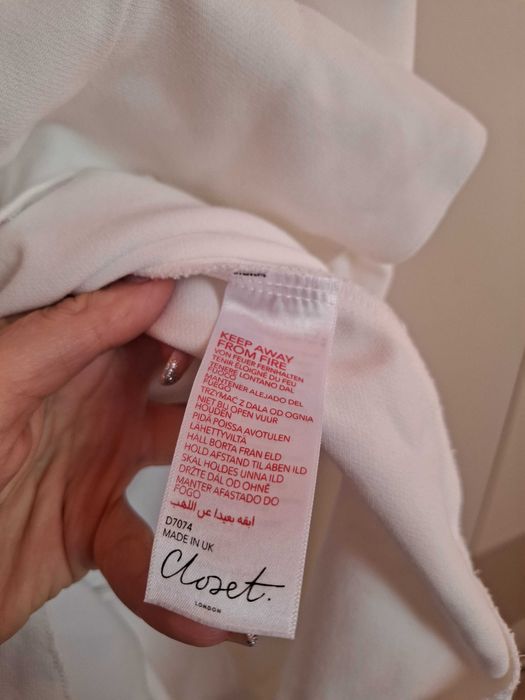 KEEP AWAY
FROM FIRE
VON FEUER FERNHALTEN
TENIR ÉLOIGNÉ DU FEU
TENERE LONTANO DAL
FUOCO
MANTENER ALEJADO DEL
FUEGO
TRZYMAĆ Z DALA OD OGNIA
NIET BIJ OPEN VUUR
HOUDEN
PIDÄ POISSA AVOTULEN
LÄHETTYVILTÄ
HÅLL BORTA FRÅN ELD
HOLD AFSTAND TIL ÅBEN ILD
SKAL HOLDES UNNA ILD
DRŽTE DÁL OD OHNĚ
MANTER AFASTADO DO
FOGO
أبقه بعيدا عن اللهب
D7074
MADE IN UK
Closet.
LONDON